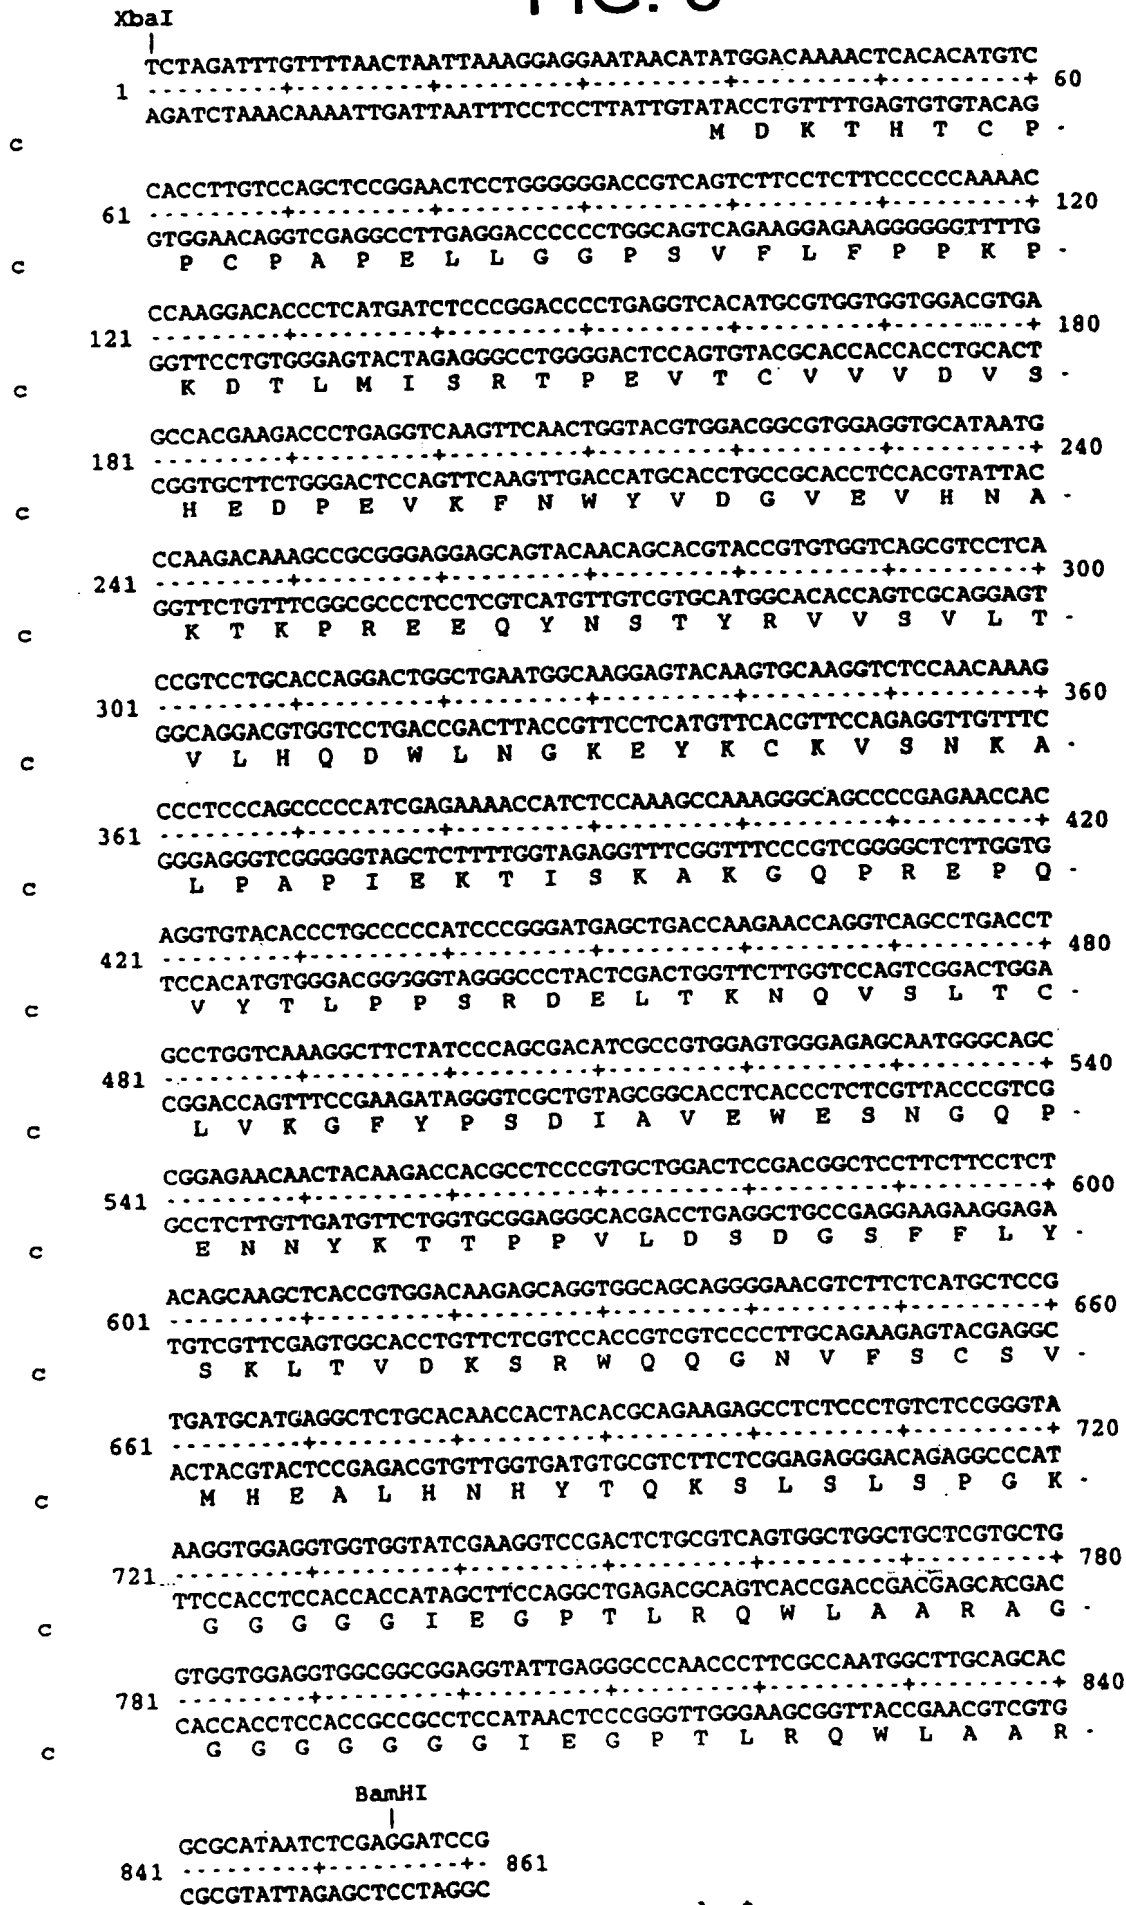 XbaI
|
TCTAGATTTGTTTTAACTAATTAAAGGAGGAATAACATATGGACAAAACTCACACATGTC
1 ---------+---------+---------+---------+---------+---------+ 60
AGATCTAAACAAAATTGATTAATTTCCTCCTTATTGTATACCTGTTTTGAGTGTGTACAG
c M D K T H T C P -
CACCTTGTCCAGCTCCGGAACTCCTGGGGGGACCGTCAGTCTTCCTCTTCCCCCCAAAAC
61 ---------+---------+---------+---------+---------+---------+ 120
GTGGAACAGGTCGAGGCCTTGAGGACCCCCCTGGCAGTCAGAAGGAGAAGGGGGGTTTTG
c P C P A P E L L G G P S V F L F P P K P -
CCAAGGACACCCTCATGATCTCCCGGACCCCTGAGGTCACATGCGTGGTGGTGGACGTGA
121 ---------+---------+---------+---------+---------+---------+ 180
GGTTCCTGTGGGAGTACTAGAGGGCCTGGGGACTCCAGTGTACGCACCACCACCTGCACT
c K D T L M I S R T P E V T C V V V D V S -
GCCACGAAGACCCTGAGGTCAAGTTCAACTGGTACGTGGACGGCGTGGAGGTGCATAATG
181 ---------+---------+---------+---------+---------+---------+ 240
CGGTGCTTCTGGGACTCCAGTTCAAGTTGACCATGCACCTGCCGCACCTCCACGTATTAC
c H E D P E V K F N W Y V D G V E V H N A -
CCAAGACAAAGCCGCGGGAGGAGCAGTACAACAGCACGTACCGTGTGGTCAGCGTCCTCA
241 ---------+---------+---------+---------+---------+---------+ 300
GGTTCTGTTTCGGCGCCCTCCTCGTCATGTTGTCGTGCATGGCACACCAGTCGCAGGAGT
c K T K P R E E Q Y N S T Y R V V S V L T -
CCGTCCTGCACCAGGACTGGCTGAATGGCAAGGAGTACAAGTGCAAGGTCTCCAACAAAG
301 ---------+---------+---------+---------+---------+---------+ 360
GGCAGGACGTGGTCCTGACCGACTTACCGTTCCTCATGTTCACGTTCCAGAGGTTGTTTC
c V L H Q D W L N G K E Y K C K V S N K A -
CCCTCCCAGCCCCCATCGAGAAAACCATCTCCAAAGCCAAAGGGCAGCCCCGAGAACCAC
361 ---------+---------+---------+---------+---------+---------+ 420
GGGAGGGTCGGGGGTAGCTCTTTTGGTAGAGGTTTCGGTTTCCCGTCGGGGCTCTTGGTG
c L P A P I E K T I S K A K G Q P R E P Q -
AGGTGTACACCCTGCCCCCATCCCGGGATGAGCTGACCAAGAACCAGGTCAGCCTGACCT
421 ---------+---------+---------+---------+---------+---------+ 480
TCCACATGTGGGACGGGGGTAGGGCCCTACTCGACTGGTTCTTGGTCCAGTCGGACTGGA
c V Y T L P P S R D E L T K N Q V S L T C -
GCCTGGTCAAAGGCTTCTATCCCAGCGACATCGCCGTGGAGTGGGAGAGCAATGGGCAGC
481 ---------+---------+---------+---------+---------+---------+ 540
CGGACCAGTTTCCGAAGATAGGGTCGCTGTAGCGGCACCTCACCCTCTCGTTACCCGTCG
c L V K G F Y P S D I A V E W E S N G Q P -
CGGAGAACAACTACAAGACCACGCCTCCCGTGCTGGACTCCGACGGCTCCTTCTTCCTCT
541 ---------+---------+---------+---------+---------+---------+ 600
GCCTCTTGTTGATGTTCTGGTGCGGAGGGCACGACCTGAGGCTGCCGAGGAAGAAGGAGA
c E N N Y K T T P P V L D S D G S F F L Y -
ACAGCAAGCTCACCGTGGACAAGAGCAGGTGGCAGCAGGGGAACGTCTTCTCATGCTCCG
601 ---------+---------+---------+---------+---------+---------+ 660
TGTCGTTCGAGTGGCACCTGTTCTCGTCCACCGTCGTCCCCTTGCAGAAGAGTACGAGGC
c S K L T V D K S R W Q Q G N V F S C S V -
TGATGCATGAGGCTCTGCACAACCACTACACGCAGAAGAGCCTCTCCCTGTCTCCGGGTA
661 ---------+---------+---------+---------+---------+---------+ 720
ACTACGTACTCCGAGACGTGTTGGTGATGTGCGTCTTCTCGGAGAGGGACAGAGGCCCAT
c M H E A L H N H Y T Q K S L S L S P G K -
AAGGTGGAGGTGGTGGTATCGAAGGTCCGACTCTGCGTCAGTGGCTGGCTGCTCGTGCTG
721 ---------+---------+---------+---------+---------+---------+ 780
TTCCACCTCCACCACCATAGCTTCCAGGCTGAGACGCAGTCACCGACCGACGAGCACGAC
c G G G G G I E G P T L R Q W L A A R A G -
GTGGTGGAGGTGGCGGCGGAGGTATTGAGGGCCCAACCCTTCGCCAATGGCTTGCAGCAC
781 ---------+---------+---------+---------+---------+---------+ 840
CACCACCTCCACCGCCGCCTCCATAACTCCCGGGTTGGGAAGCGGTTACCGAACGTCGTG
c G G G G G G G I E G P T L R Q W L A A R -
BamHI
|
GCGCATAATCTCGAGGATCCG
841 ---------+---------+- 861
CGCGTATTAGAGCTCCTAGGC